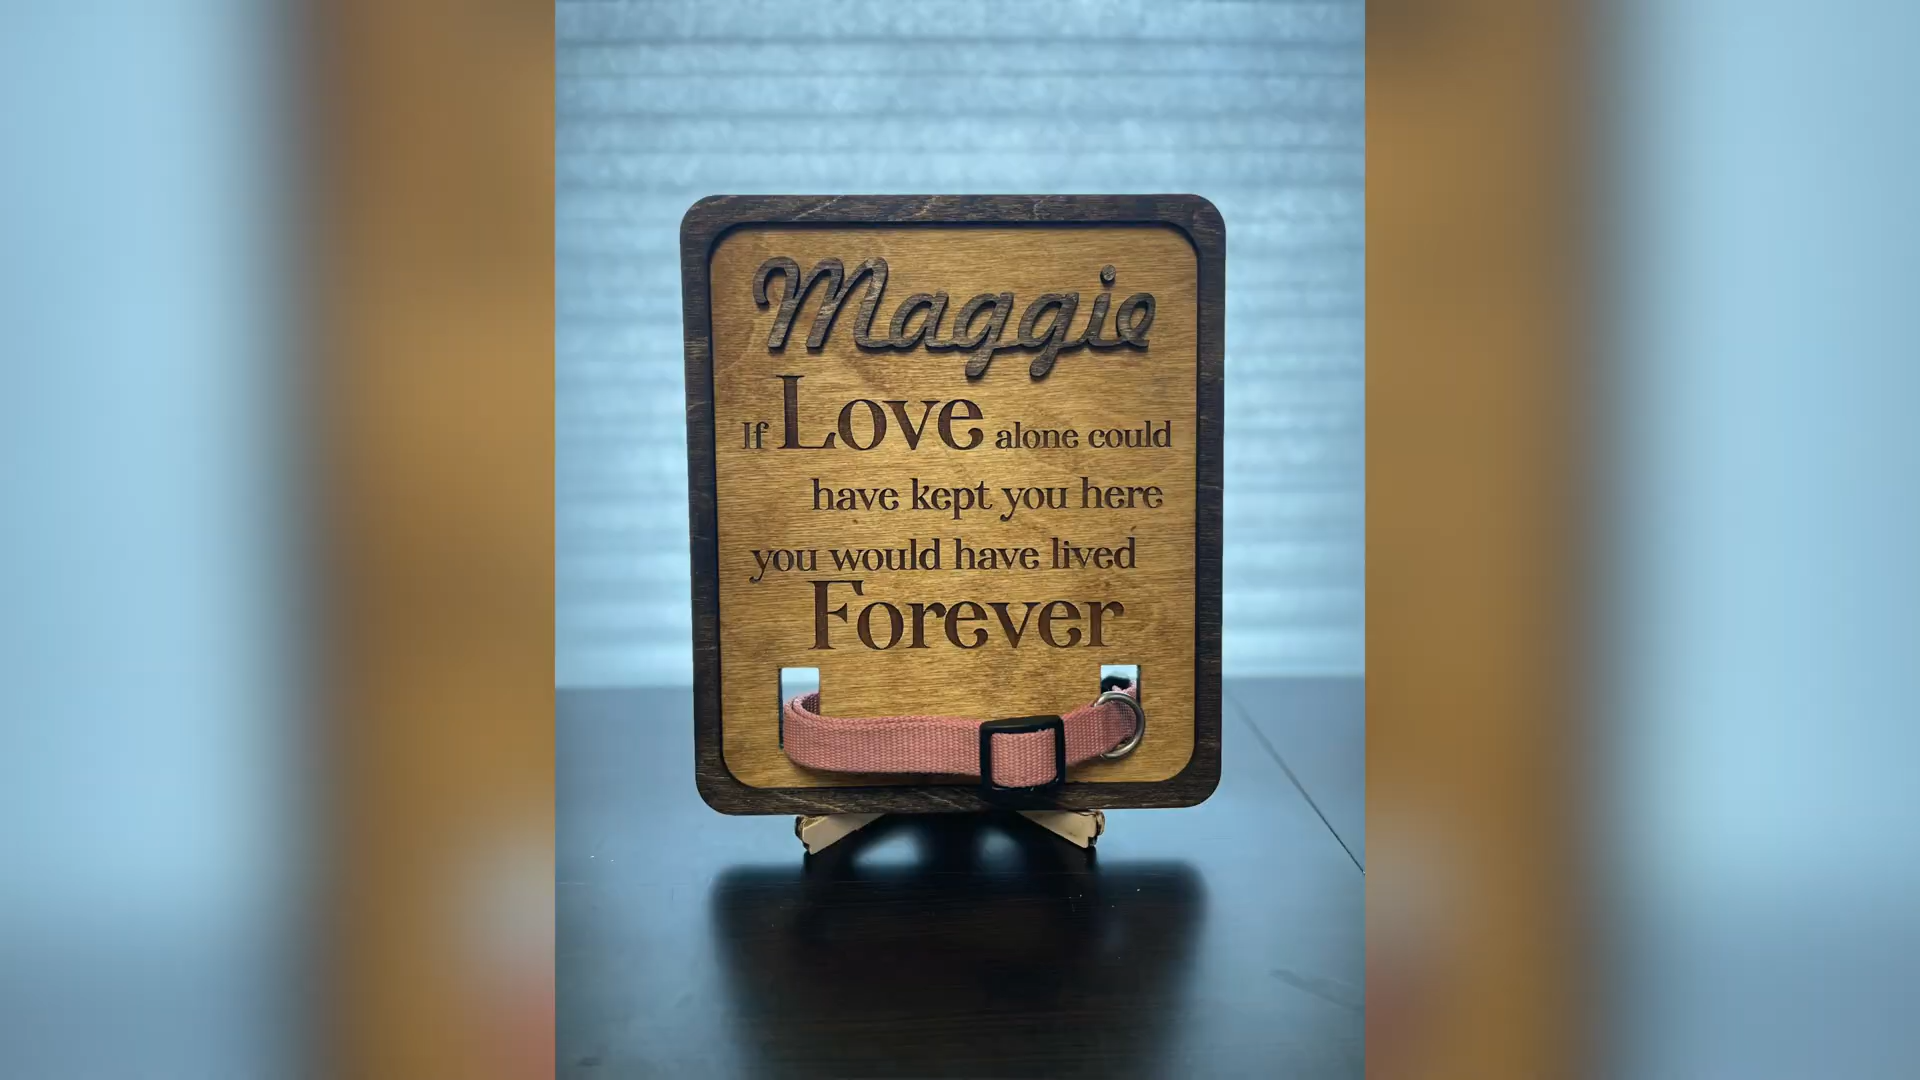 Maggie
If Love alone could
have kept you here
you would have lived
Forever